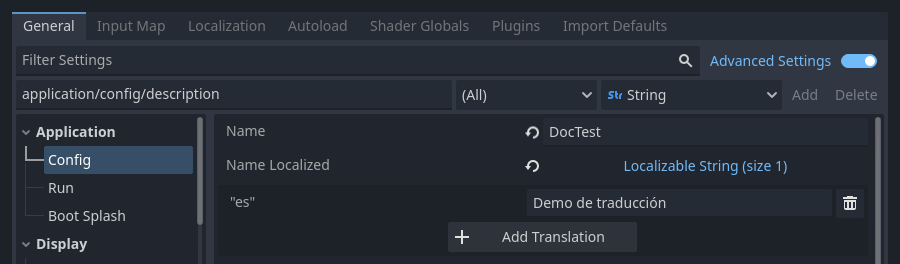 General Input Map Localization Autoload Shader Globals Plugins Import Defaults
Filter Settings Advanced Settings
application/config/description (All) Str String Add Delete
Application Name DocTest
Config Name Localized Localizable String (size 1)
Run "es" Demo de traducción
Boot Splash Add Translation
Display